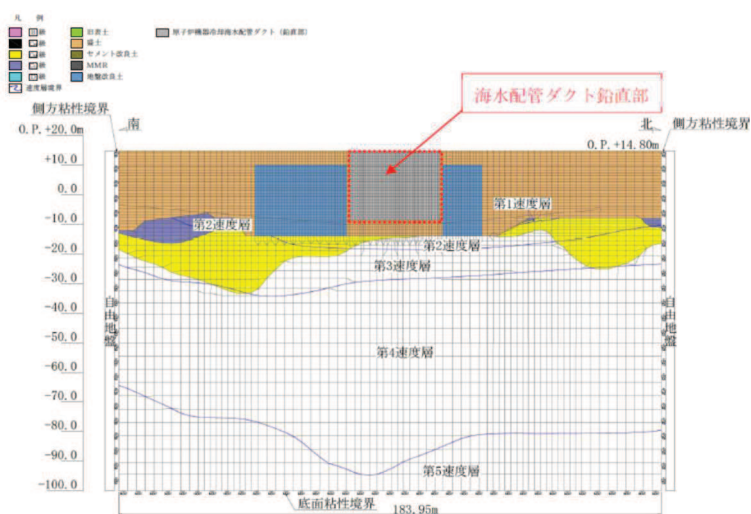 凡 例
級
旧表土
原子炉機器冷却海水配管ダクト（鉛直部）
級
盛土
級
セメント改良土
級
MMR
級
地盤改良土
速度層境界
海水配管ダクト鉛直部
側方粘性境界
側方粘性境界
O.P.+20.0m
南
北
O.P.+14.80m
+10.0
0.0
-10.0
-20.0
-30.0
-40.0
-50.0
-60.0
-70.0
-80.0
-90.0
-100.0
第1速度層
第2速度層
第2速度層
第3速度層
自由地盤
自由地盤
第4速度層
第5速度層
底面粘性境界
183.95m